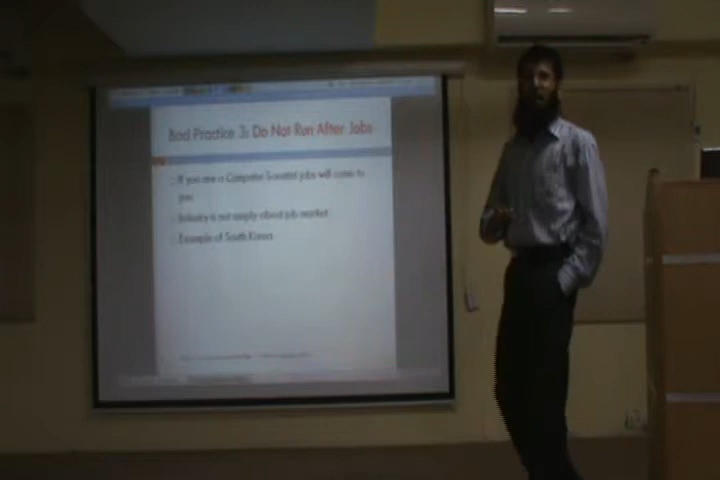 Bad Practice 3: Do Not Run After Jobs
If you are a Computer Scientist jobs will come to
you
Industry is not simply about job market
Example of South Korea